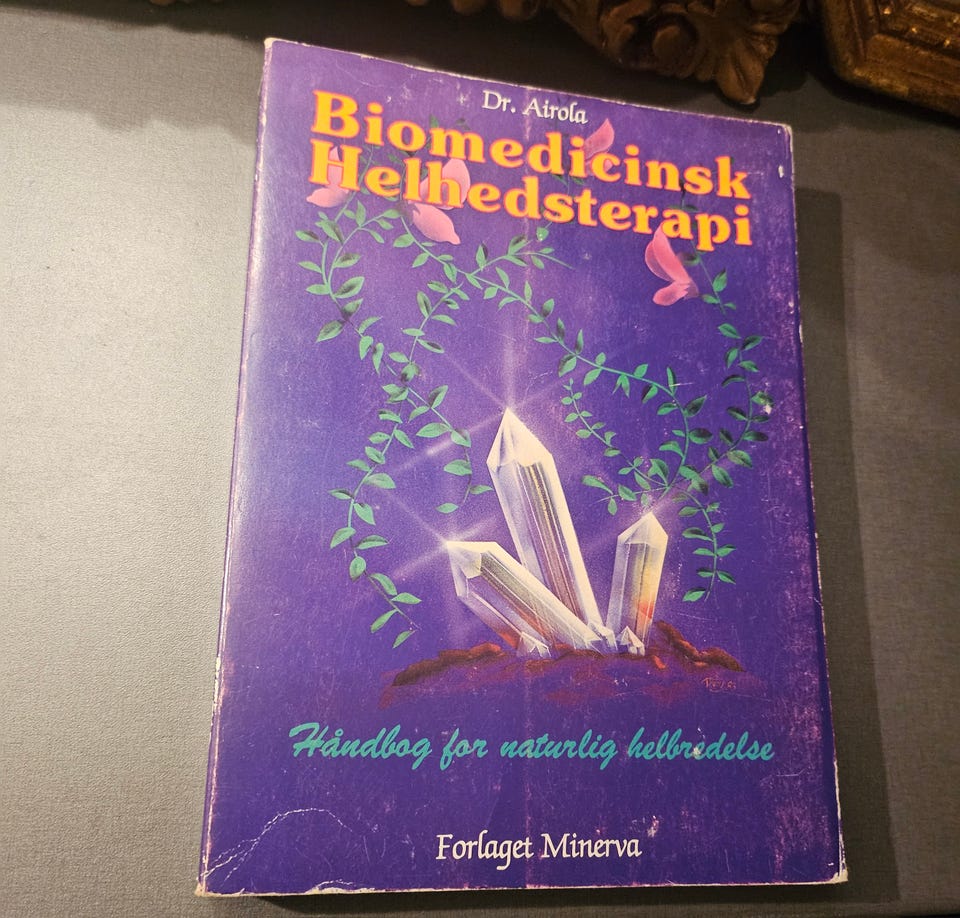 Dr. Airola
Biomedicinsk
Helhedsterapi
Håndbog for naturlig helbredelse
Forlaget Minerva